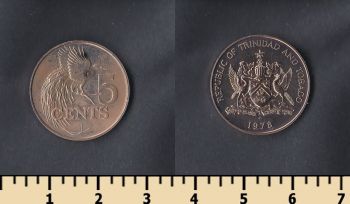 5
CENTS
REPUBLIC OF TRINIDAD AND TOBAGO
1978
1 2 3 4 5 6 7